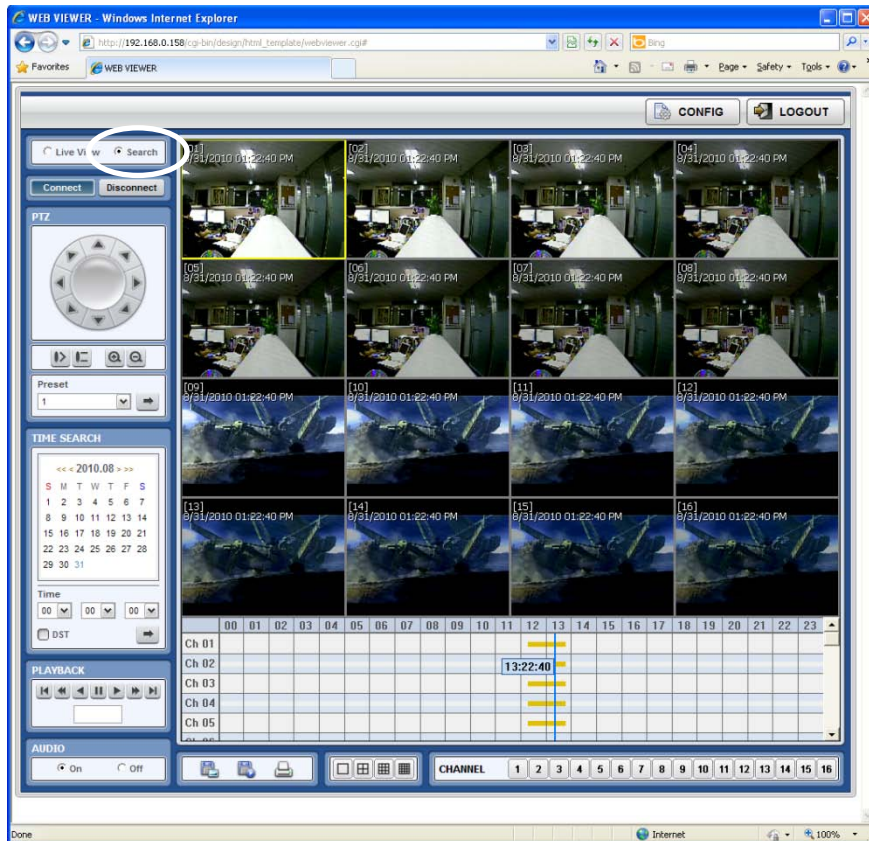 WEB VIEWER - Windows Internet Explorer
http://192.168.0.158/cgi-bin/design/html_template/webviewer.cgi#
Bing
Favorites WEB VIEWER Page Safety Tools
CONFIG LOGOUT
Live Vi w Search
Connect Disconnect
PTZ
Preset
1
TIME SEARCH
<< < 2010.08 > >>
S M T W T F S
1 2 3 4 5 6 7
8 9 10 11 12 13 14
15 16 17 18 19 20 21
22 23 24 25 26 27 28
29 30 31
Time
00 00 00
DST
PLAYBACK
AUDIO
On Off
[01] [02] [03] [04]
8/31/2010 01:22:40 PM 8/31/2010 01:22:40 PM 8/31/2010 01:22:40 PM 8/31/2010 01:22:40 PM
[05] [06] [07] [08]
8/31/2010 01:22:40 PM 8/31/2010 01:22:40 PM 8/31/2010 01:22:40 PM 8/31/2010 01:22:40 PM
[09] [10] [11] [12]
8/31/2010 01:22:40 PM 8/31/2010 01:22:40 PM 8/31/2010 01:22:40 PM 8/31/2010 01:22:40 PM
[13] [14] [15] [16]
8/31/2010 01:22:40 PM 8/31/2010 01:22:40 PM 8/31/2010 01:22:40 PM 8/31/2010 01:22:40 PM
00 01 02 03 04 05 06 07 08 09 10 11 12 13 14 15 16 17 18 19 20 21 22 23
Ch 01
Ch 02
13:22:40
Ch 03
Ch 04
Ch 05
CHANNEL 1 2 3 4 5 6 7 8 9 10 11 12 13 14 15 16
Done Internet 100%